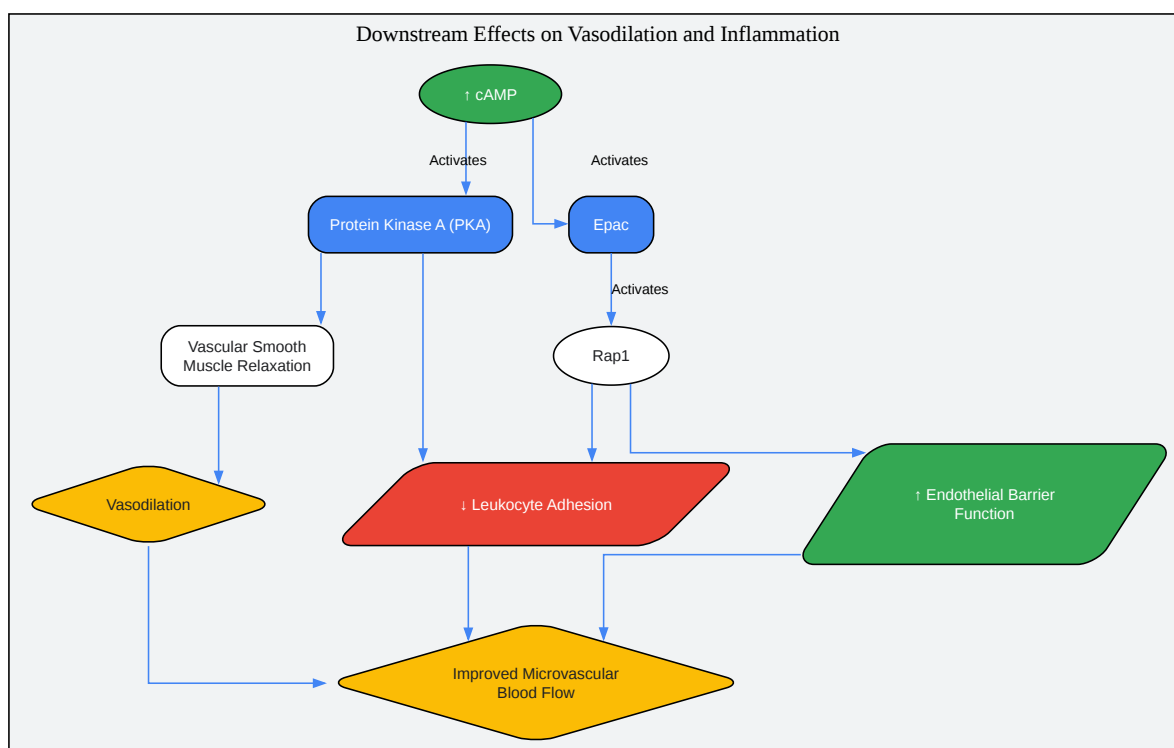 Downstream Effects on Vasodilation and Inflammation
↑ cAMP
Activates
Activates
Protein Kinase A (PKA)
Epac
Activates
Vascular Smooth
Muscle Relaxation
Rap1
Vasodilation
↓ Leukocyte Adhesion
↑ Endothelial Barrier
Function
Improved Microvascular
Blood Flow